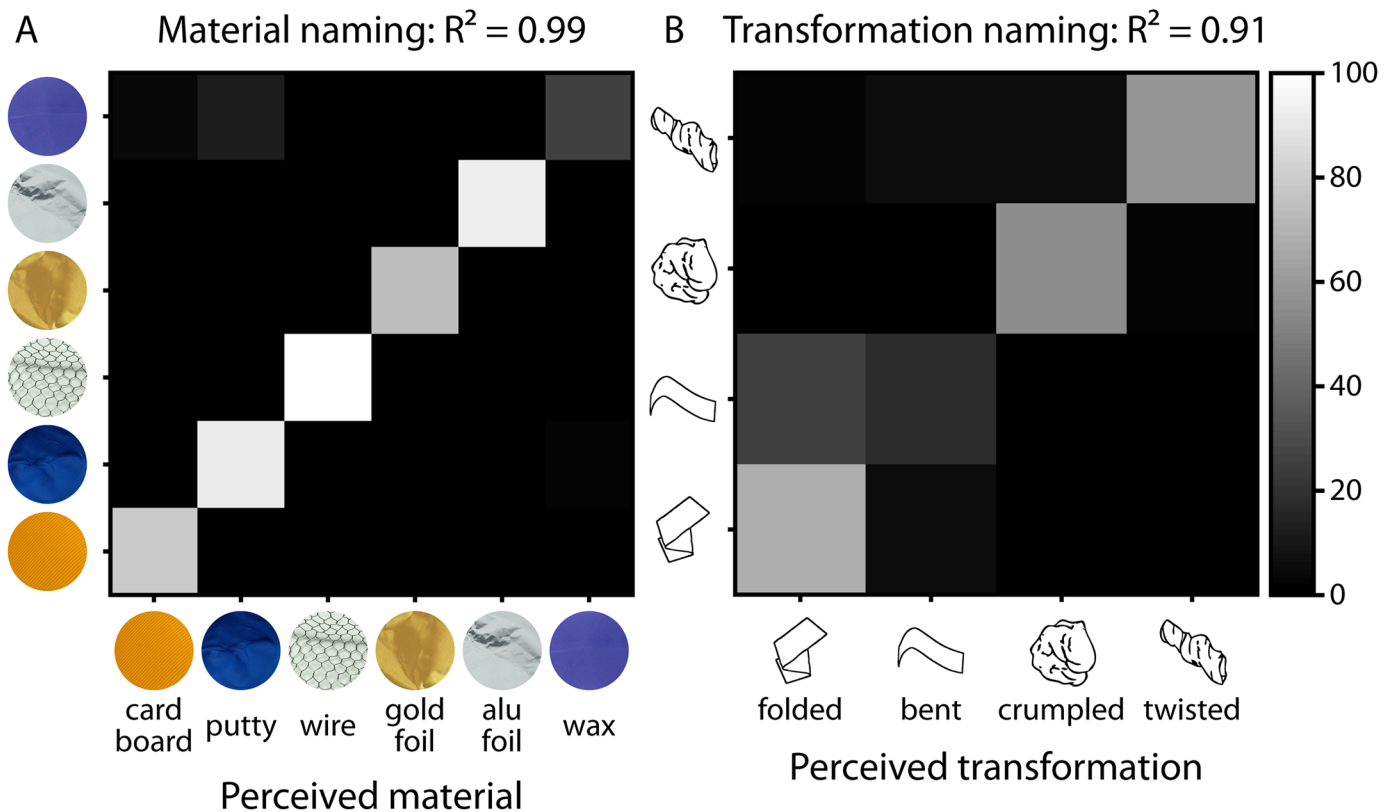 A
Material naming: R² = 0.99
B
Transformation naming: R² = 0.91
100
80
60
40
20
0
card
board
putty
wire
gold
foil
alu
foil
wax
Perceived material
folded
bent
crumpled
twisted
Perceived transformation